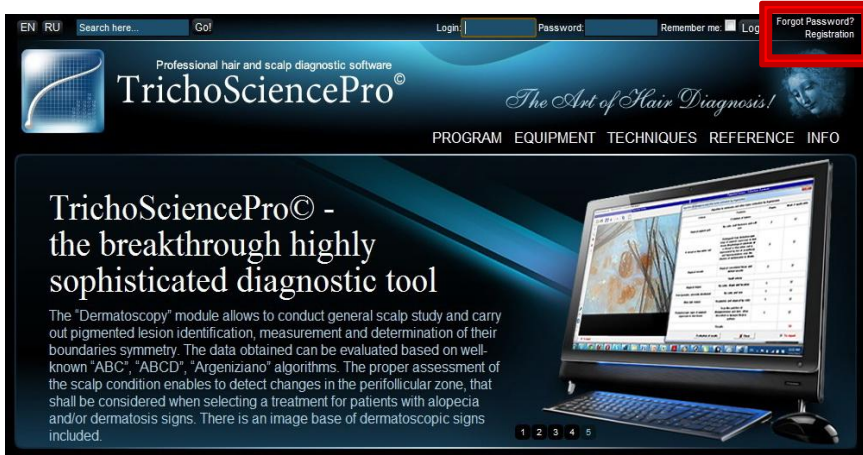 EN RU Search here... Go! Login: Password: Remember me: Log
Forgot Password?
Registration
Professional hair and scalp diagnostic software
TrichoSciencePro©
The Art of Hair Diagnosis!
PROGRAM EQUIPMENT TECHNIQUES REFERENCE INFO
TrichoSciencePro© -
the breakthrough highly
sophisticated diagnostic tool
The "Dermatoscopy" module allows to conduct general scalp study and carry
out pigmented lesion identification, measurement and determination of their
boundaries symmetry. The data obtained can be evaluated based on well-
known "ABC", "ABCD", "Argeniziano" algorithms. The proper assessment of
the scalp condition enables to detect changes in the perifollicular zone, that
shall be considered when selecting a treatment for patients with alopecia
and/or dermatosis signs. There is an image base of dermatoscopic signs
included.
1 2 3 4 5